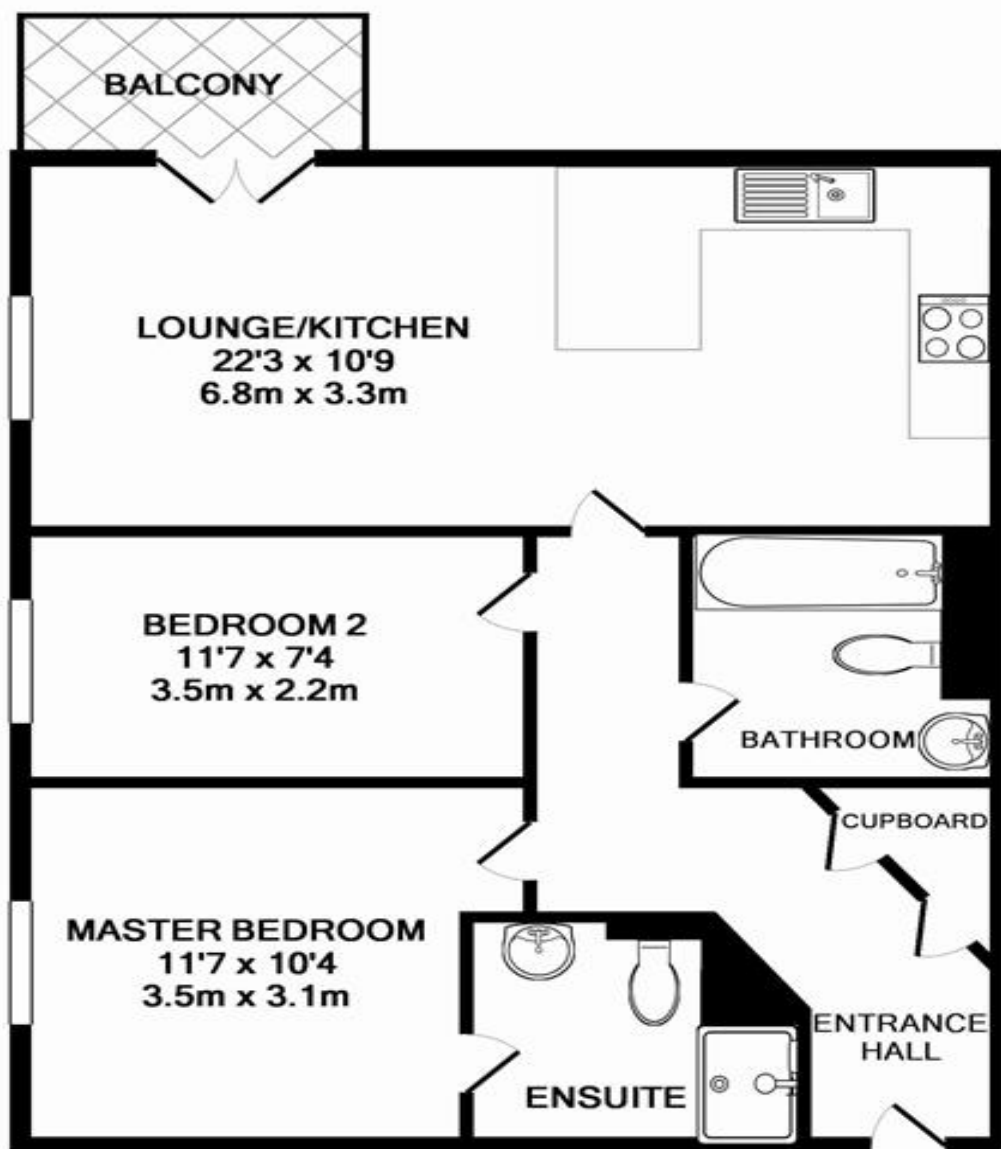 BALCONY
LOUNGE/KITCHEN
22'3 x 10'9
6.8m x 3.3m
BEDROOM 2
11'7 x 7'4
3.5m x 2.2m
BATHROOM
CUPBOARD
MASTER BEDROOM
11'7 x 10'4
3.5m x 3.1m
ENTRANCE
HALL
ENSUITE